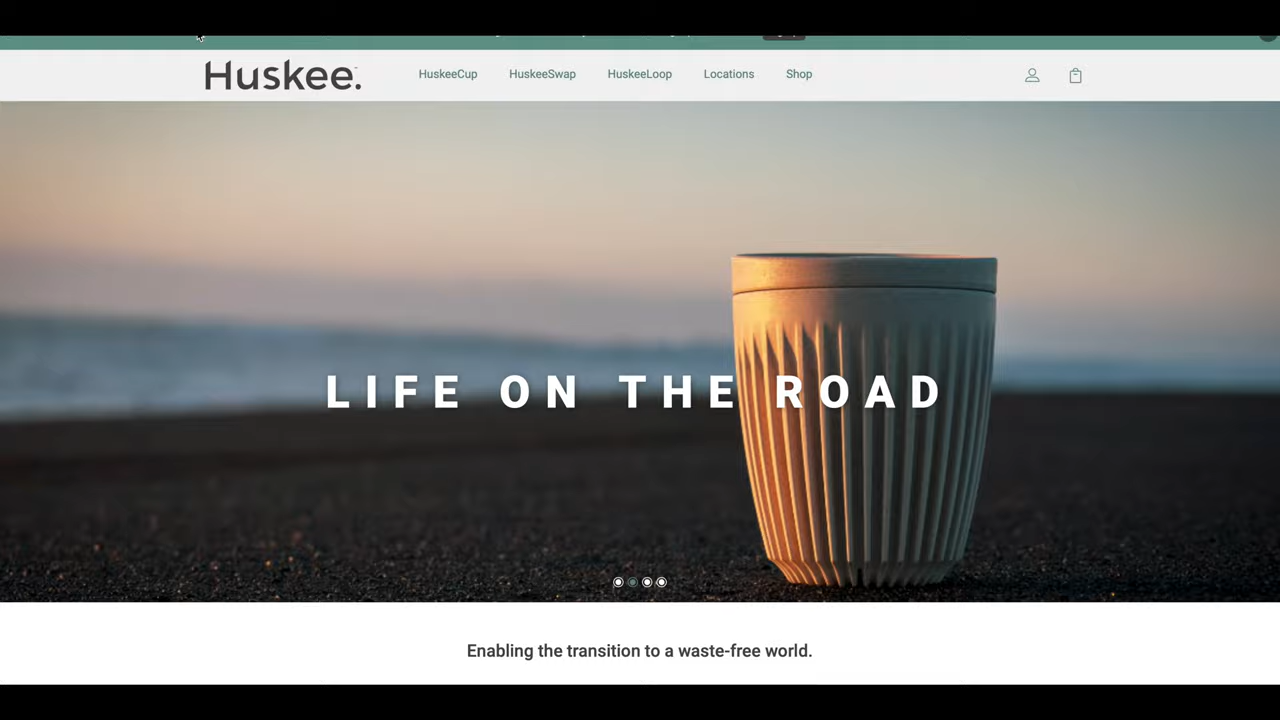 Huskee.
HuskeeCup HuskeeSwap HuskeeLoop Locations Shop
LIFE ON THE ROAD
Enabling the transition to a waste-free world.